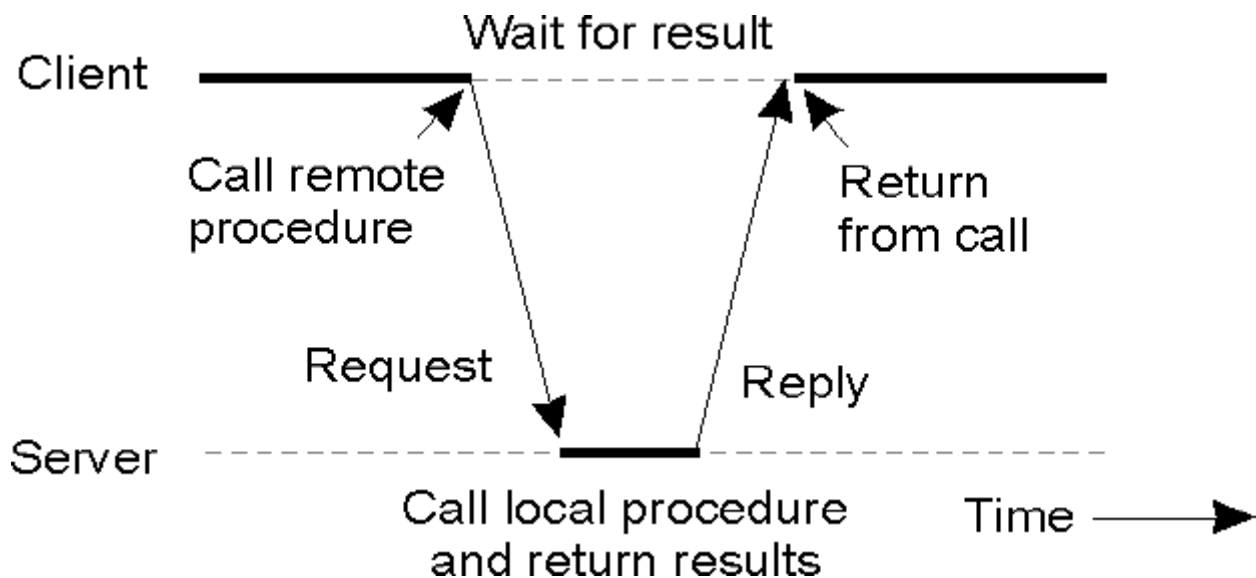 Wait for result
Client
Call remote
procedure
Return
from call
Request
Reply
Server
Call local procedure
and return results
Time